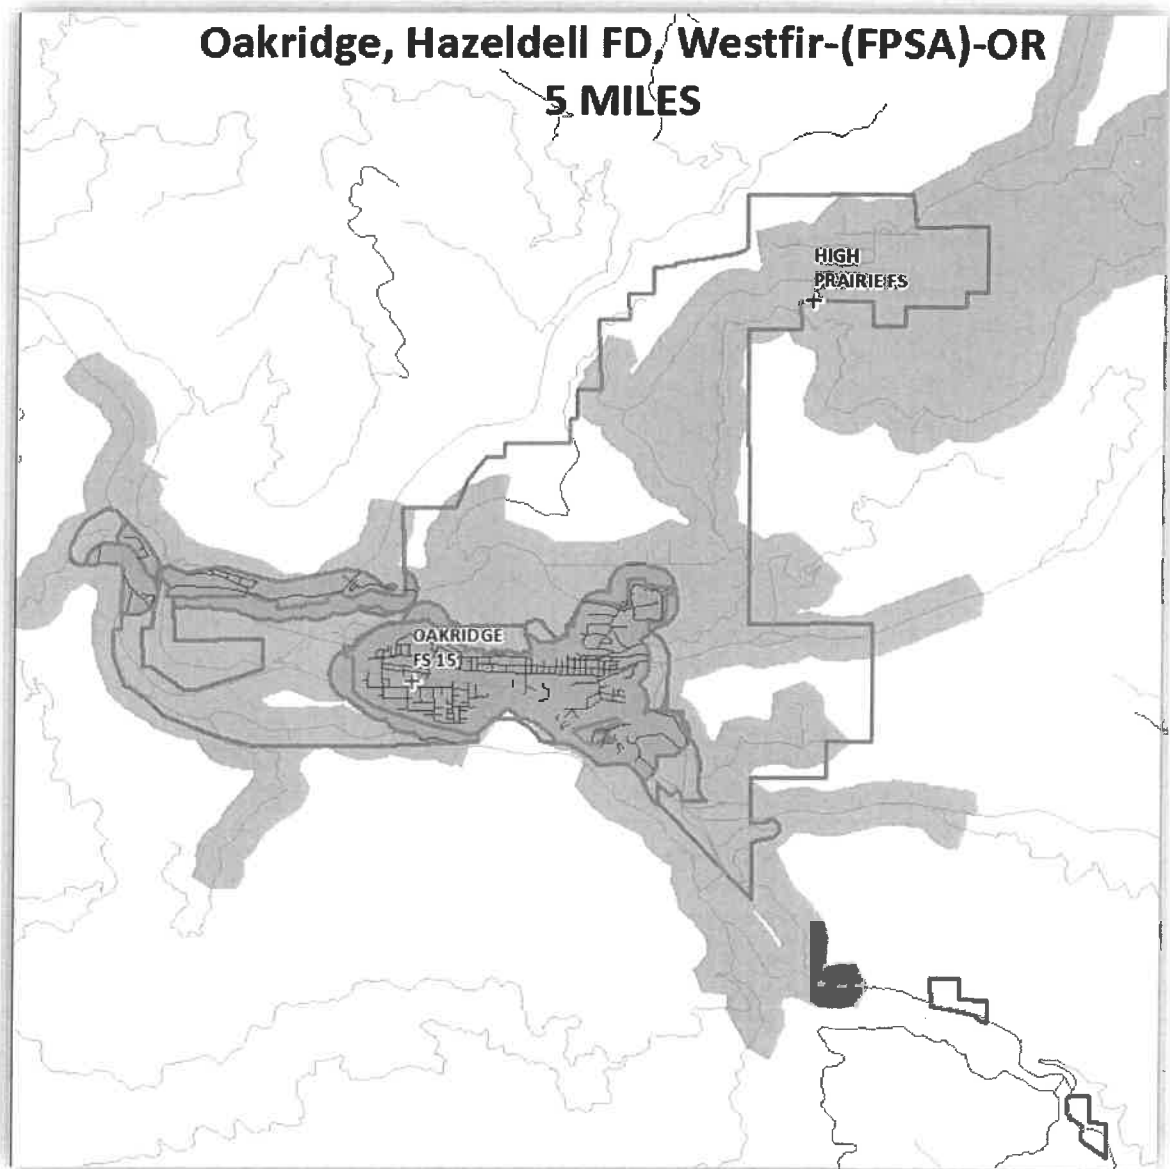 Oakridge, Hazeldell FD, Westfir-(FPSA)-OR
5 MILES
HIGH
PRAIRIE FS
OAKRIDGE
FS 15